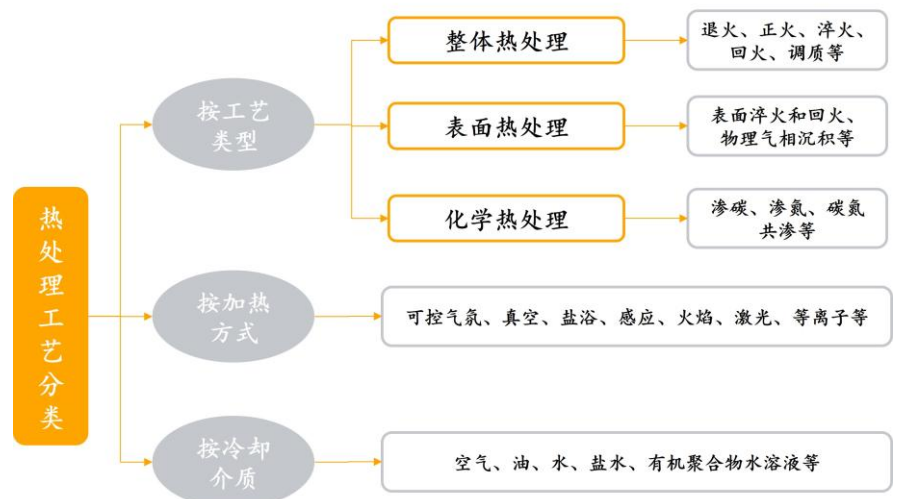 热处理工艺分类
按工艺
类型
整体热处理
退火、正火、淬火、
回火、调质等
表面热处理
表面淬火和回火、
物理气相沉积等
化学热处理
渗碳、渗氮、碳氮
共渗等
按加热
方式
可控气氛、真空、盐浴、感应、火焰、激光、等离子等
按冷却
介质
空气、油、水、盐水、有机聚合物水溶液等